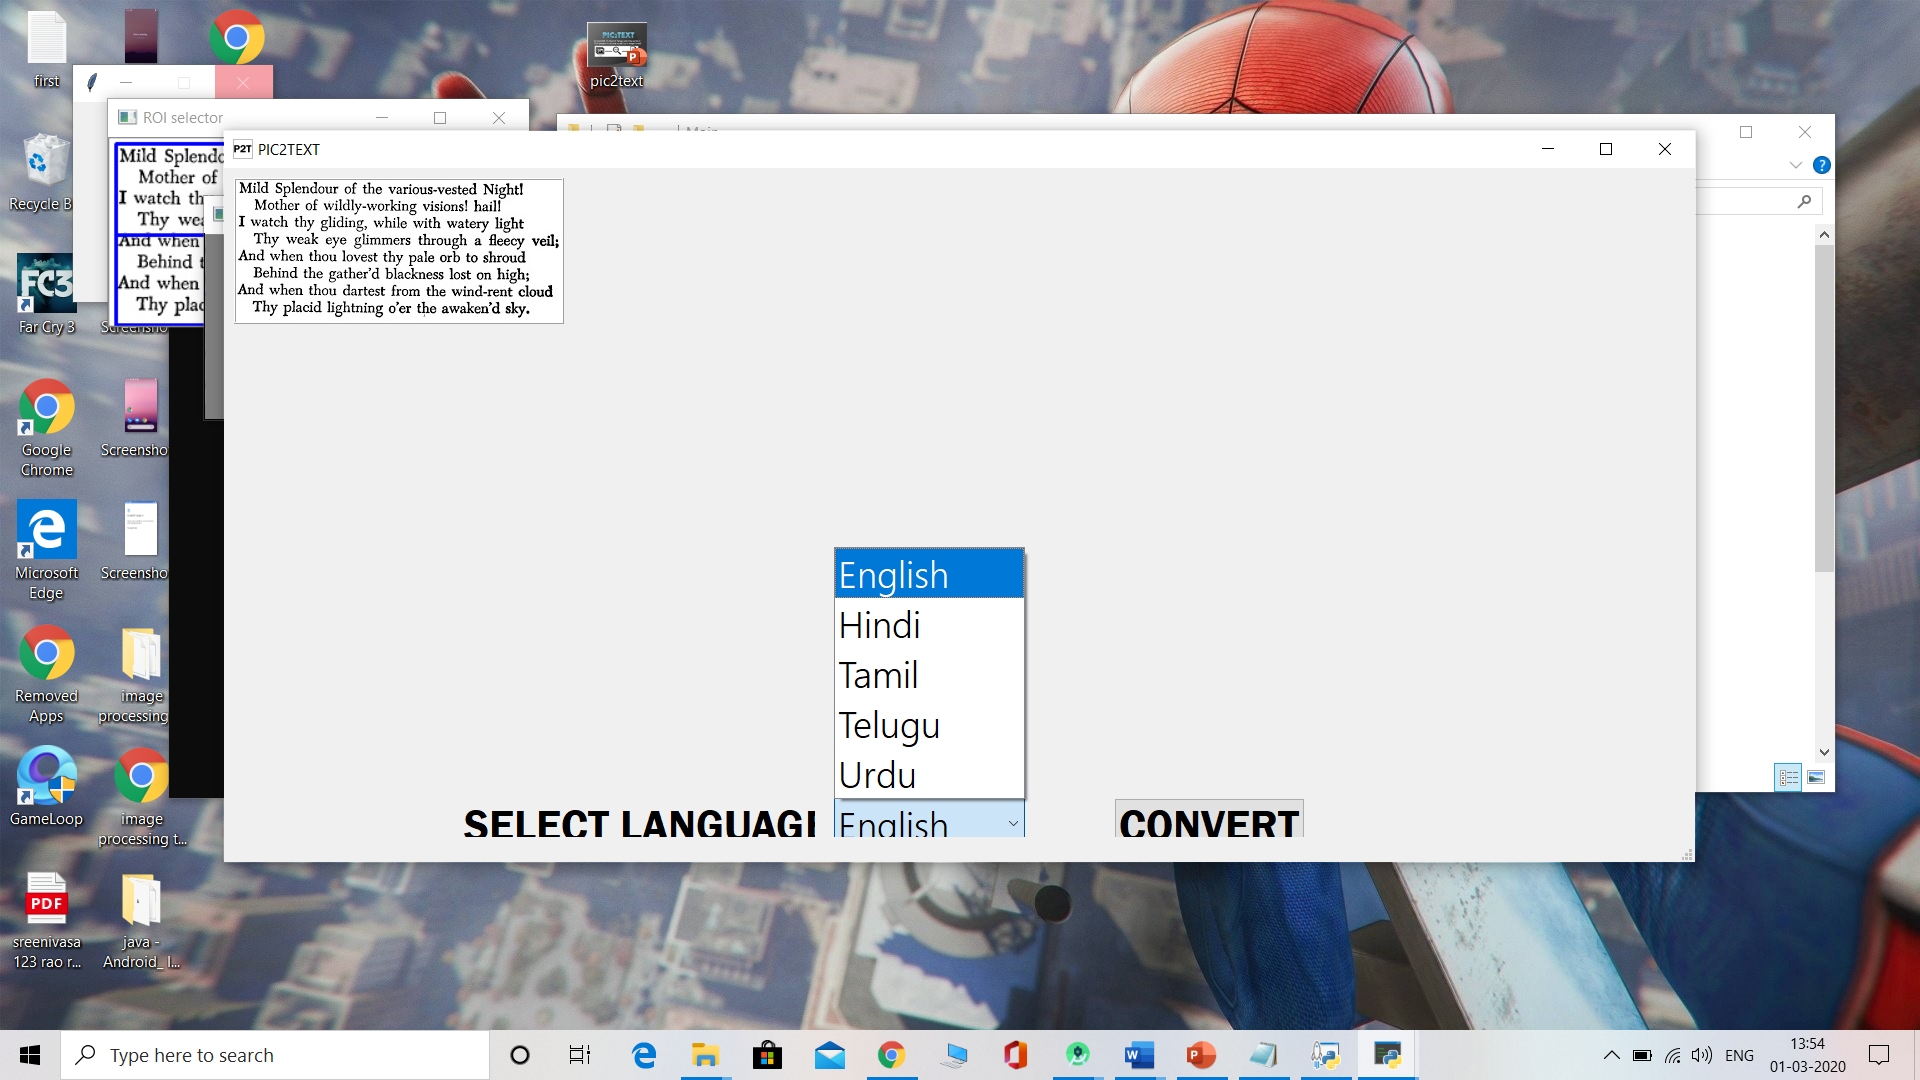 first
pic2text
ROI selector
Mild Splendo
Mother of
I watch th
Thy wea
And when
Behind t
And when
Thy plac
Main
P2T PIC2TEXT
Mild Splendour of the various-vested Night!
Mother of wildly-working visions! hail!
I watch thy gliding, while with watery light
Thy weak eye glimmers through a fleecy veil;
And when thou lovest thy pale orb to shroud
Behind the gather'd blackness lost on high;
And when thou dartest from the wind-rent cloud
Thy placid lightning o'er the awaken'd sky.
English
Hindi
Tamil
Telugu
Urdu
SELECT LANGUAGE
English
CONVERT
Recycle B
FC3
Far Cry 3
Screensho
Google
Chrome
Screensho
Microsoft
Edge
Screensho
Removed
Apps
image
processing
GameLoop
image
processing t...
PDF
sreenivasa
123 rao r...
java -
Android_ I...
Type here to search
ENG
13:54
01-03-2020